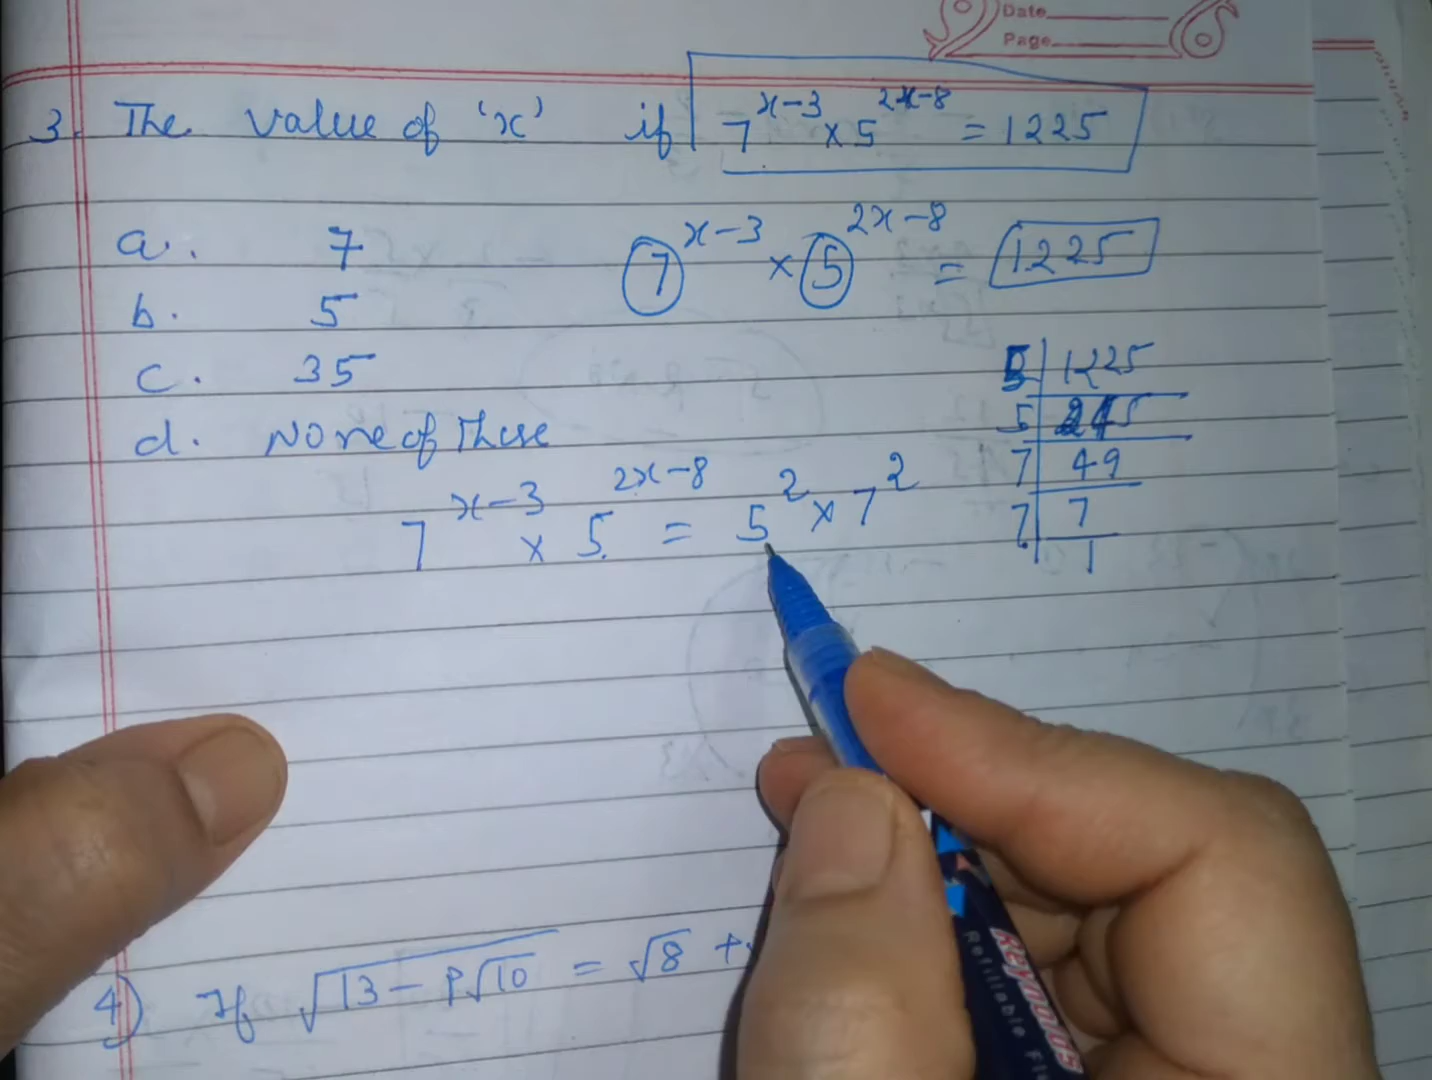 Date
Page
3. The value of 'x' if 7^{x-3} × 5^{2x-8} = 1225
a. 7
7^{x-3} × 5^{2x-8} = 1225
b. 5
c. 35
d. None of These
5 | 1225
5 | 245
7 | 49
7 | 7
1
7^{x-3} × 5^{2x-8} = 5^2 × 7^2
4) If √(13 - P√10) = √8 +
Reynolds
Refillable